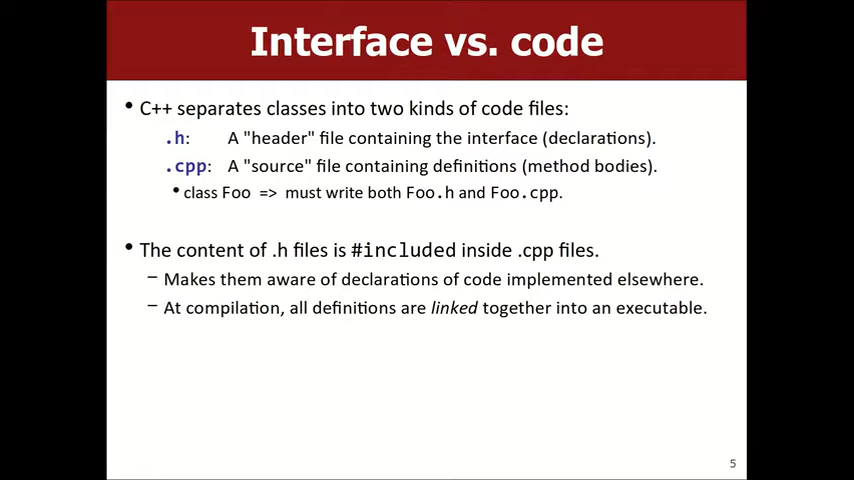 Interface vs. code
• C++ separates classes into two kinds of code files:
.h: A "header" file containing the interface (declarations).
.cpp: A "source" file containing definitions (method bodies).
• class Foo => must write both Foo.h and Foo.cpp.
• The content of .h files is #included inside .cpp files.
– Makes them aware of declarations of code implemented elsewhere.
– At compilation, all definitions are linked together into an executable.
5